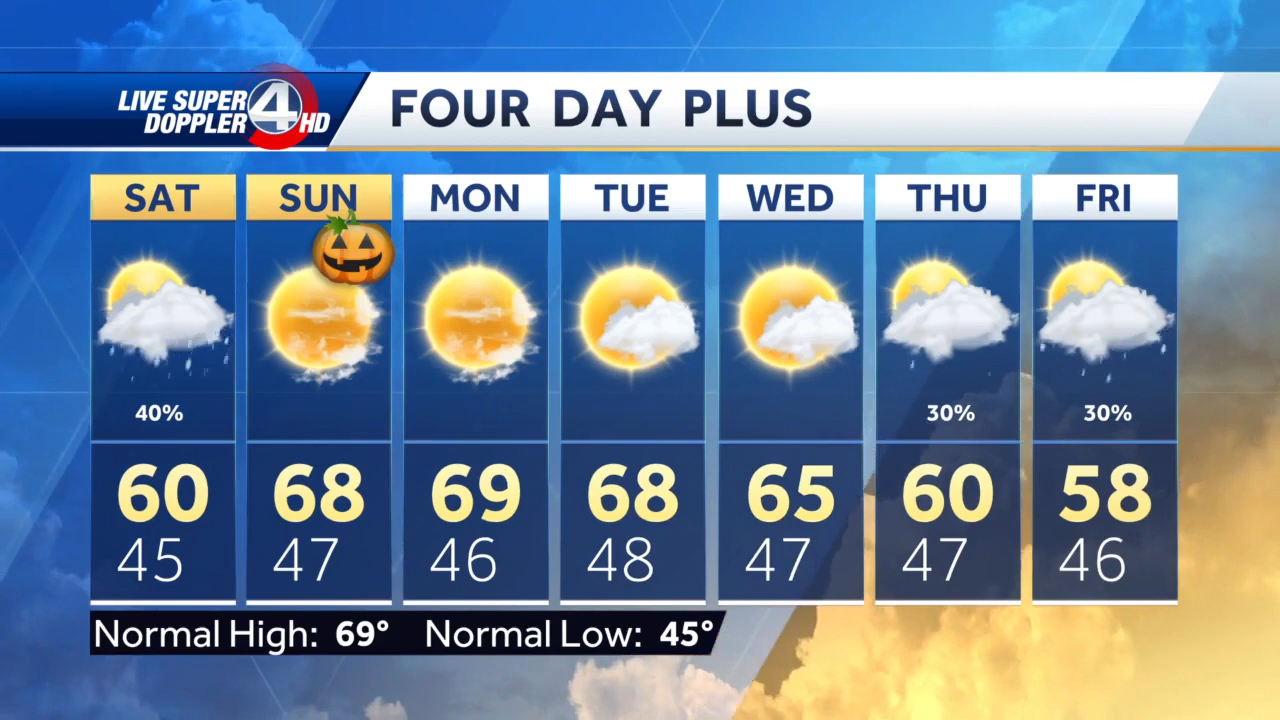 LIVE SUPER
DOPPLER 4 HD
FOUR DAY PLUS
SAT SUN MON TUE WED THU FRI
40% 30% 30%
60 68 69 68 65 60 58
45 47 46 48 47 47 46
Normal High: 69° Normal Low: 45°